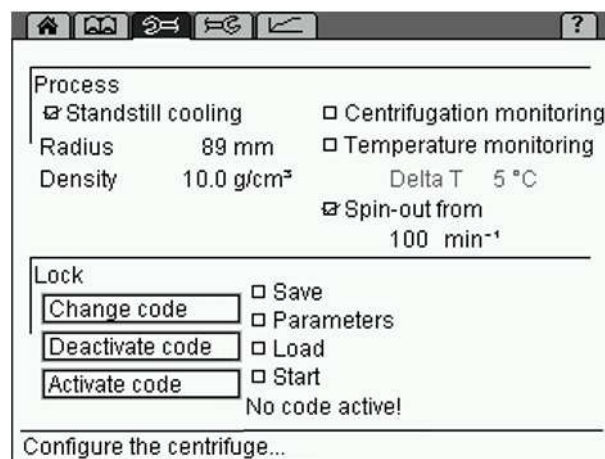 ?
Process
Standstill cooling
Centrifugation monitoring
Radius 89 mm
Temperature monitoring
Density 10.0 g/cm³
Delta T 5 °C
Spin-out from
100 min⁻¹
Lock
Change code
Deactivate code
Activate code
Save
Parameters
Load
Start
No code active!
Configure the centrifuge...